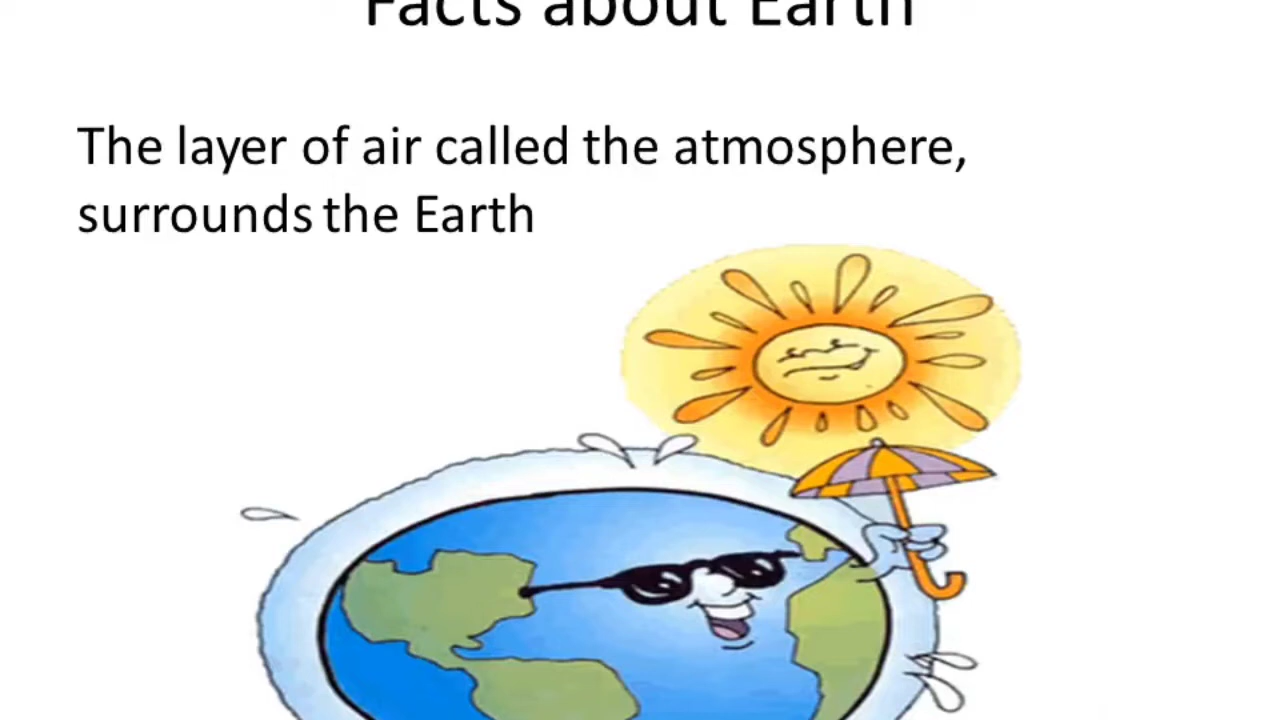 Facts about Earth
The layer of air called the atmosphere,
surrounds the Earth